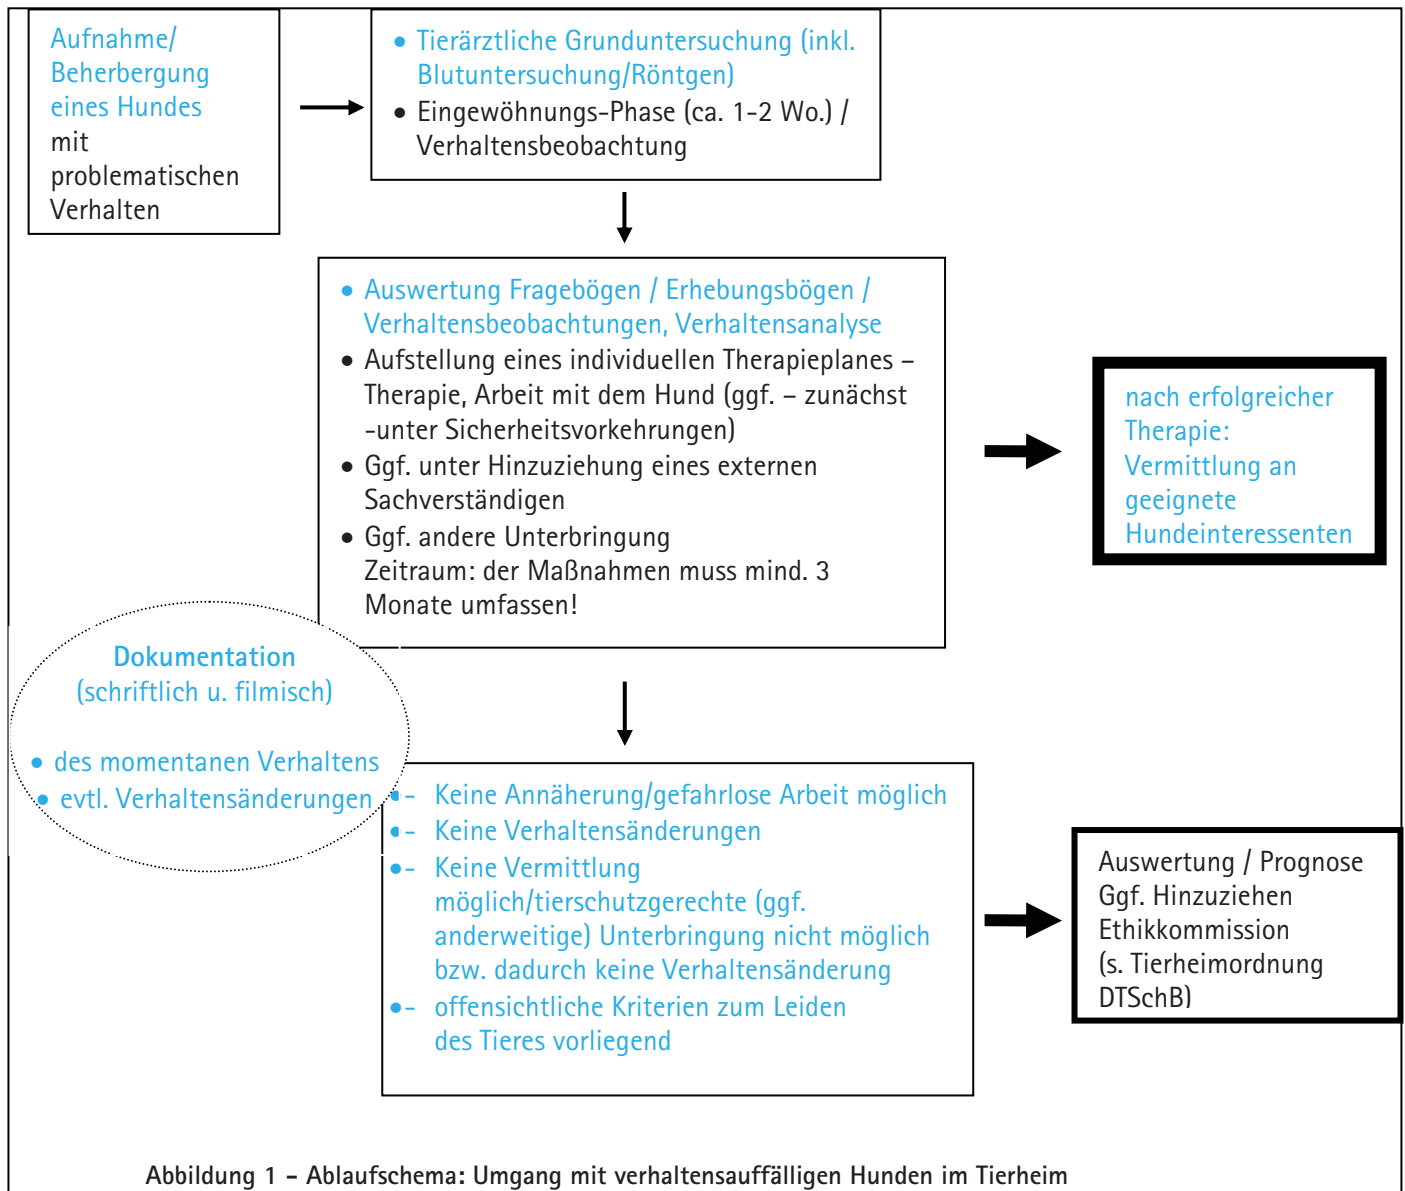 Aufnahme/
Beherbergung
eines Hundes
mit
problematischen
Verhalten
• Tierärztliche Grunduntersuchung (inkl.
Blutuntersuchung/Röntgen)
• Eingewöhnungs-Phase (ca. 1-2 Wo.) /
Verhaltensbeobachtung
• Auswertung Fragebögen / Erhebungsbögen /
Verhaltensbeobachtungen, Verhaltensanalyse
• Aufstellung eines individuellen Therapieplanes –
Therapie, Arbeit mit dem Hund (ggf. – zunächst
-unter Sicherheitsvorkehrungen)
• Ggf. unter Hinzuziehung eines externen
Sachverständigen
• Ggf. andere Unterbringung
Zeitraum: der Maßnahmen muss mind. 3
Monate umfassen!
nach erfolgreicher
Therapie:
Vermittlung an
geeignete
Hundeinteressenten
Dokumentation
(schriftlich u. filmisch)
• des momentanen Verhaltens
• evtl. Verhaltensänderungen
• - Keine Annäherung/gefahrlose Arbeit möglich
• - Keine Verhaltensänderungen
• - Keine Vermittlung
möglich/tierschutzgerechte (ggf.
anderweitige) Unterbringung nicht möglich
bzw. dadurch keine Verhaltensänderung
• - offensichtliche Kriterien zum Leiden
des Tieres vorliegend
Auswertung / Prognose
Ggf. Hinzuziehen
Ethikkommission
(s. Tierheimordnung
DTSchB)
Abbildung 1 - Ablaufschema: Umgang mit verhaltensauffälligen Hunden im Tierheim